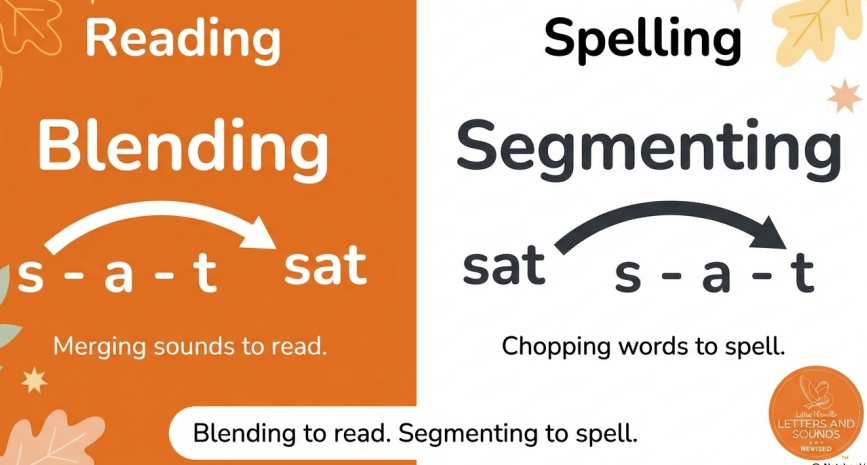 Reading
Blending
s - a - t sat
Merging sounds to read.
Spelling
Segmenting
sat s - a - t
Chopping words to spell.
Blending to read. Segmenting to spell.
LETTERS AND
SOUNDS
REVISED